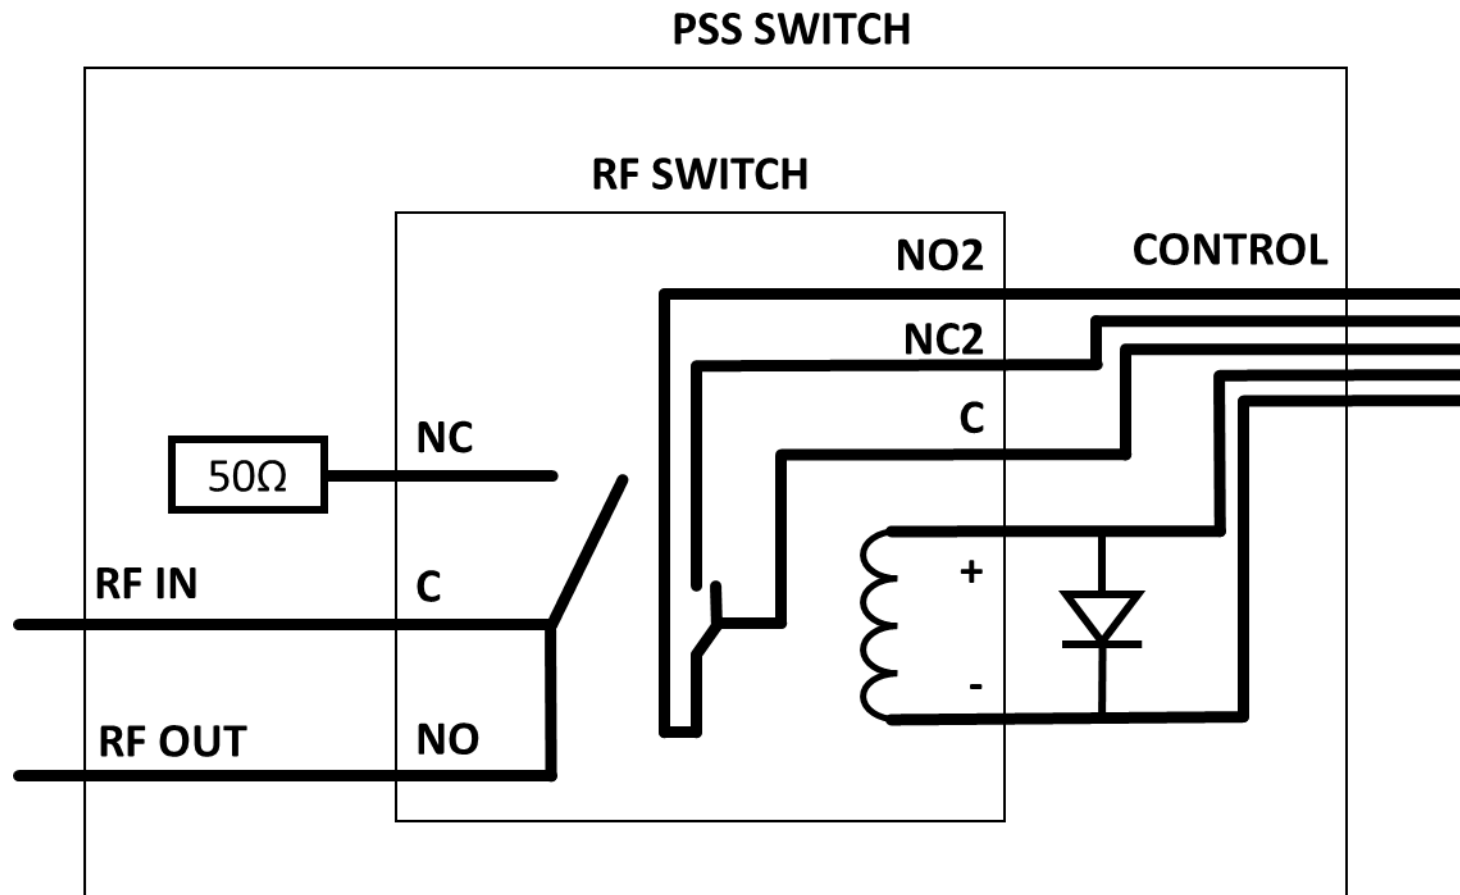 PSS SWITCH
RF SWITCH
NO2
CONTROL
NC2
C
NC
50Ω
RF IN
C
+
-
RF OUT
NO